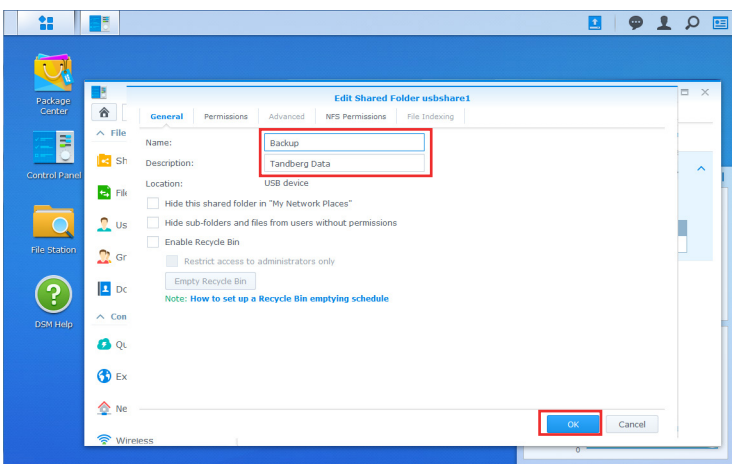 Edit Shared Folder usbshare1
Package
Center
General Permissions Advanced NFS Permissions File Indexing
File
Name: Backup
Sh
Description: Tandberg Data
Control Panel
Location: USB device
File
Hide this shared folder in "My Network Places"
Us
Hide sub-folders and files from users without permissions
Enable Recycle Bin
File Station
Gr
Restrict access to administrators only
Empty Recycle Bin
Do
Note: How to set up a Recycle Bin emptying schedule
DSM Help
Con
Qu
Ex
Ne
OK Cancel
Wireless
0